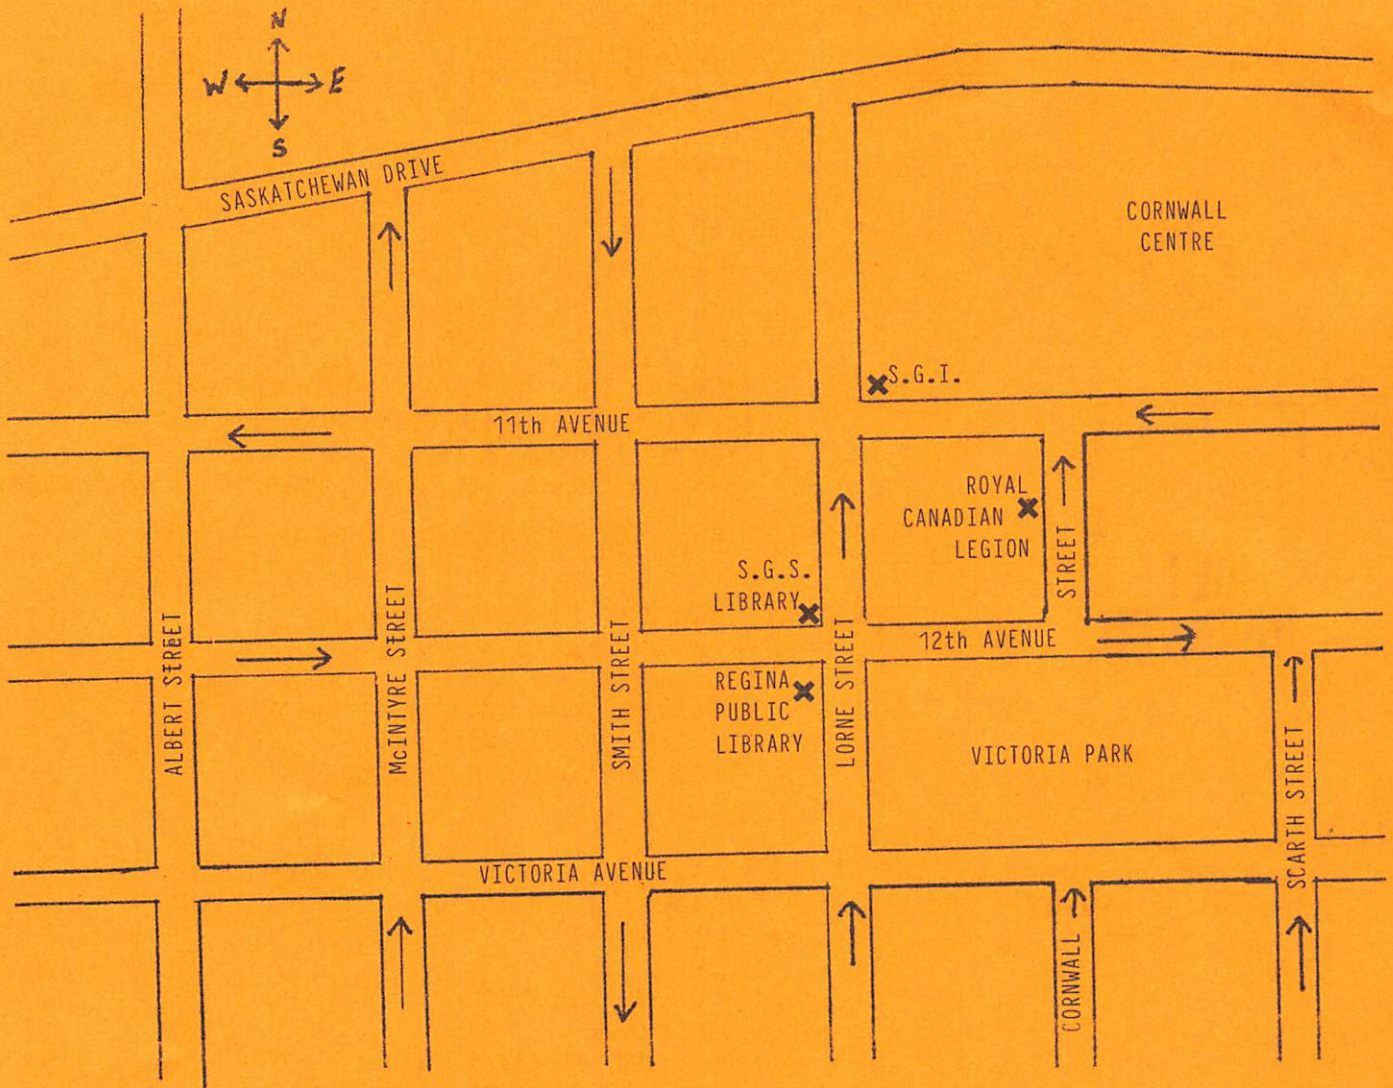 N
W E
S
SASKATCHEWAN DRIVE
CORNWALL
CENTRE
S.G.I.
11th AVENUE
ROYAL
CANADIAN
LEGION
STREET
S.G.S.
LIBRARY
12th AVENUE
ALBERT StREET
McINTYRE STREET
SMITH STREET
LORNE STREET
REGINA
PUBLIC
LIBRARY
VICTORIA PARK
SCARTH STREET
VICTORIA AVENUE
CORNWALL